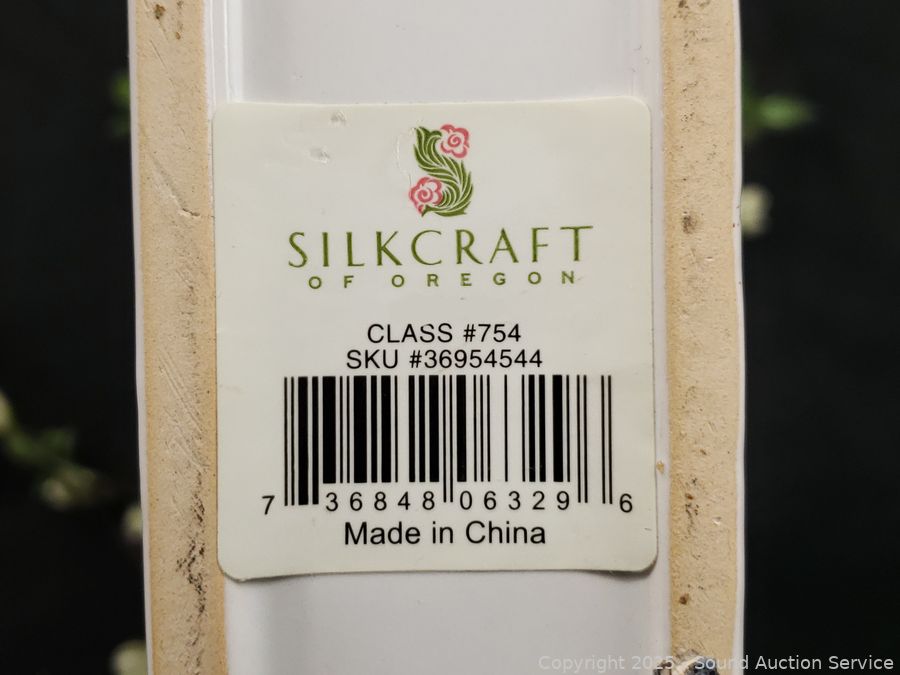 SILKCRAFT
OF OREGON
CLASS #754
SKU #36954544
7 36848 06329 6
Made in China
Copyright 2025 - Sound Auction Service